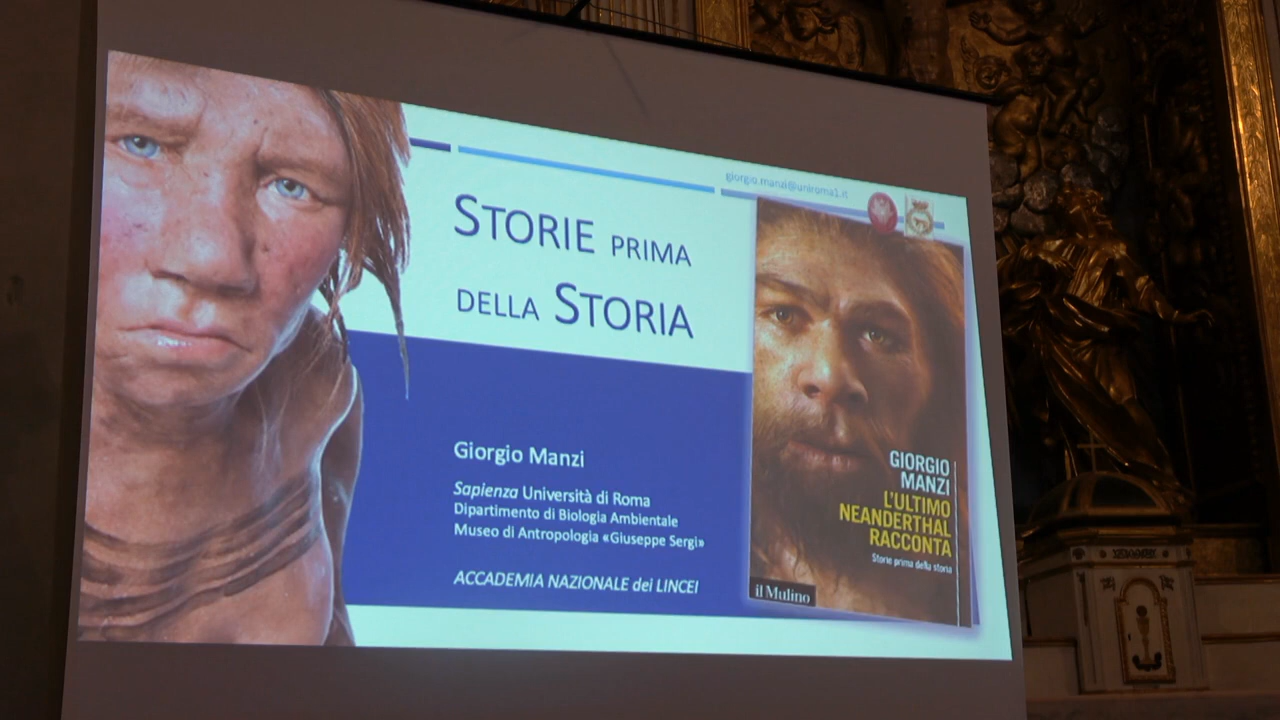 giorgio.manzi@uniroma1.it
STORIE PRIMA
DELLA STORIA
Giorgio Manzi
Sapienza Università di Roma
Dipartimento di Biologia Ambientale
Museo di Antropologia «Giuseppe Sergi»
ACCADEMIA NAZIONALE dei LINCEI
GIORGIO
MANZI
L'ULTIMO
NEANDERTHAL
RACCONTA
Storie prima della storia
il Mulino